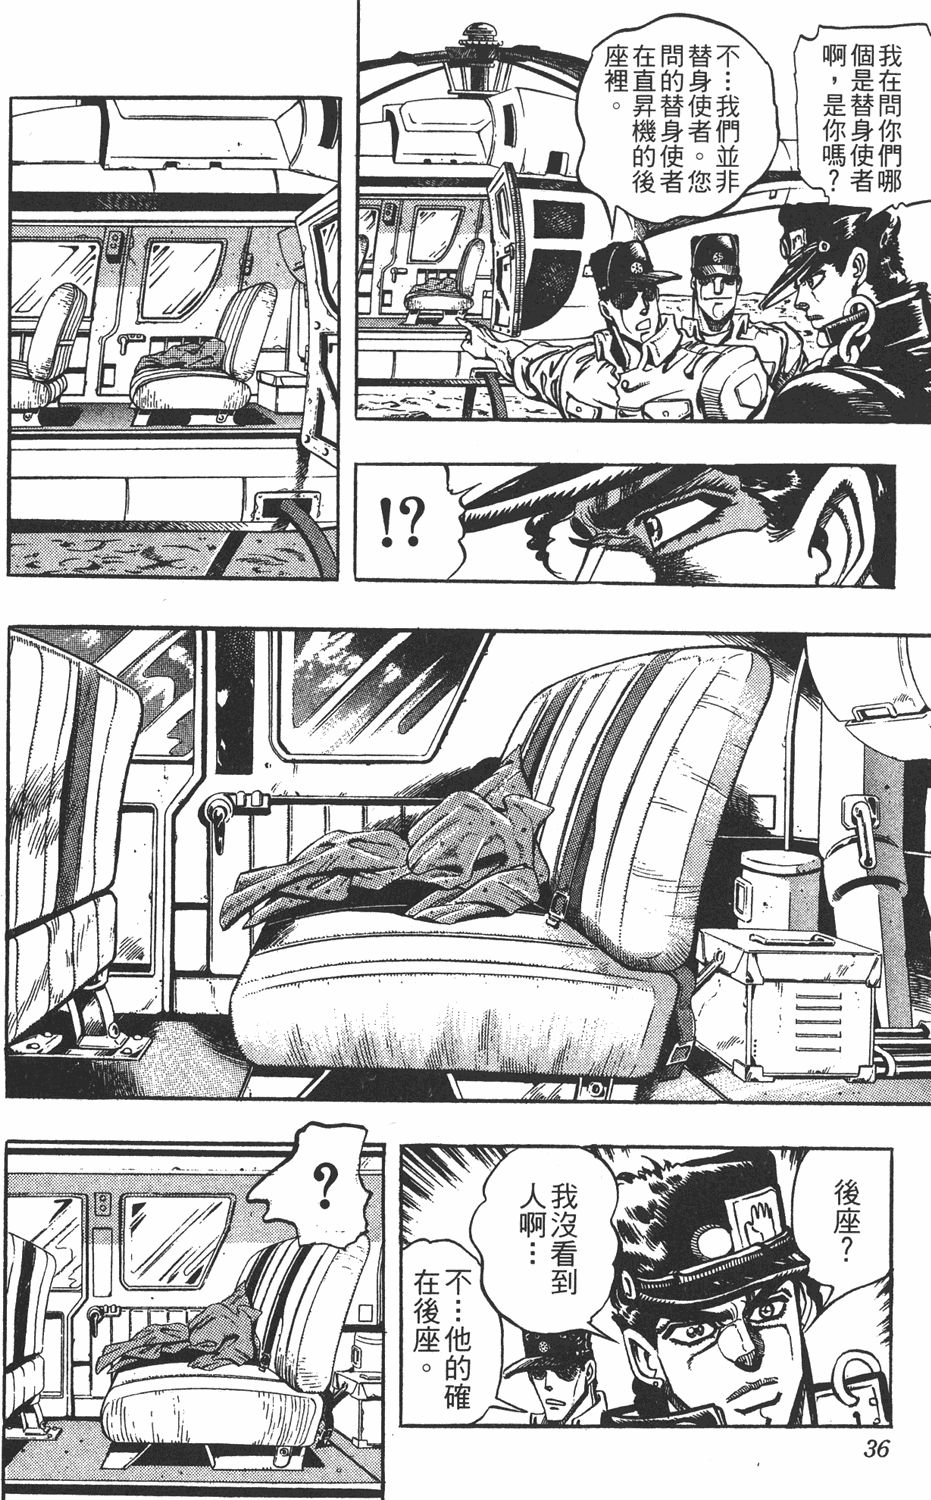 我在問你們哪
個是替身使者
啊，是你嗎？
不…我們並非
替身使者。您
問的替身使者
在直昇機的後
座裡。
!?
後座？
我沒看到
人啊…
不…他的確
在後座。
？
36